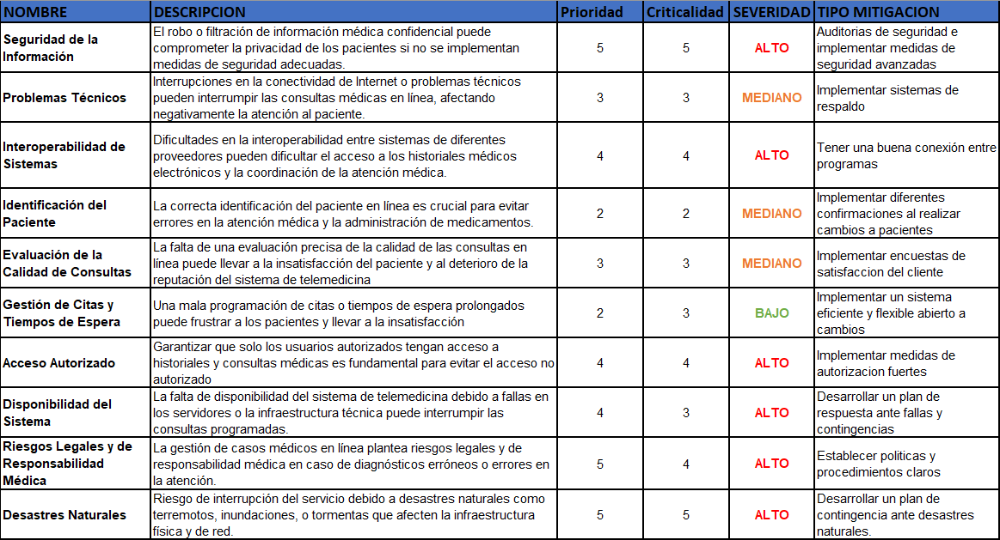 NOMBRE DESCRIPCION Prioridad Criticalidad SEVERIDAD TIPO MITIGACION
Seguridad de la
Información
El robo o filtración de información médica confidencial puede
comprometer la privacidad de los pacientes si no se implementan
medidas de seguridad adecuadas.
5
5
ALTO
Auditorias de seguridad e
implementar medidas de
seguridad avanzadas
Problemas Técnicos
Interrupciones en la conectividad de Internet o problemas técnicos
pueden interrumpir las consultas médicas en línea, afectando
negativamente la atención al paciente.
3
3
MEDIANO
Implementar sistemas de
respaldo
Interoperabilidad de
Sistemas
Dificultades en la interoperabilidad entre sistemas de diferentes
proveedores pueden dificultar el acceso a los historiales médicos
electrónicos y la coordinación de la atención médica.
4
4
ALTO
Tener una buena conexión entre
programas
Identificación del
Paciente
La correcta identificación del paciente en línea es crucial para evitar
errores en la atención médica y la administración de medicamentos.
2
2
MEDIANO
Implementar diferentes
confirmaciones al realizar
cambios a pacientes
Evaluación de la
Calidad de Consultas
La falta de una evaluación precisa de la calidad de las consultas en
línea puede llevar a la insatisfacción del paciente y al deterioro de la
reputación del sistema de telemedicina
3
3
MEDIANO
Implementar encuestas de
satisfaccion del cliente
Gestión de Citas y
Tiempos de Espera
Una mala programación de citas o tiempos de espera prolongados
puede frustrar a los pacientes y llevar a la insatisfacción
2
3
BAJO
Implementar un sistema
eficiente y flexible abierto a
cambios
Acceso Autorizado
Garantizar que solo los usuarios autorizados tengan acceso a
historiales y consultas médicas es fundamental para evitar el acceso no
autorizado
4
4
ALTO
Implementar medidas de
autorizacion fuertes
Disponibilidad del
Sistema
La falta de disponibilidad del sistema de telemedicina debido a fallas en
los servidores o la infraestructura técnica puede interrumpir las
consultas programadas.
4
3
ALTO
Desarrollar un plan de
respuesta ante fallas y
contingencias
Riesgos Legales y de
Responsabilidad
Médica
La gestión de casos médicos en línea plantea riesgos legales y de
responsabilidad médica en caso de diagnósticos erróneos o errores en
la atención.
5
4
ALTO
Establecer politicas y
procedimientos claros
Desastres Naturales
Riesgo de interrupción del servicio debido a desastres naturales como
terremotos, inundaciones, o tormentas que afecten la infraestructura
física y de red.
5
5
ALTO
Desarrollar un plan de
contingencia ante desastres
naturales.